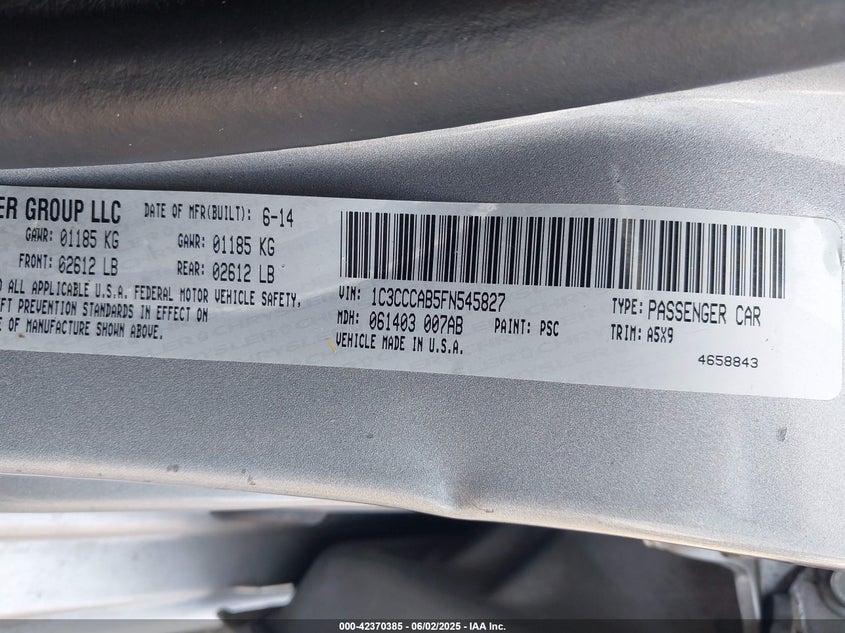 ER GROUP LLC
DATE OF MFR(BUILT): 6-14
GAWR: 01185 KG
GAWR: 01185 KG
FRONT: 02612 LB
REAR: 02612 LB
ALL APPLICABLE U.S.A. FEDERAL MOTOR VEHICLE SAFETY,
EFT PREVENTION STANDARDS IN EFFECT ON
E OF MANUFACTURE SHOWN ABOVE.
VIN: 1C3CCCAB5FN545827
TYPE: PASSENGER CAR
MDH: 061403 007AB
PAINT: PSC
TRIM: A5X9
VEHICLE MADE IN U.S.A.
4658843
000-42370385 | 06/02/2025 - IAA Inc.